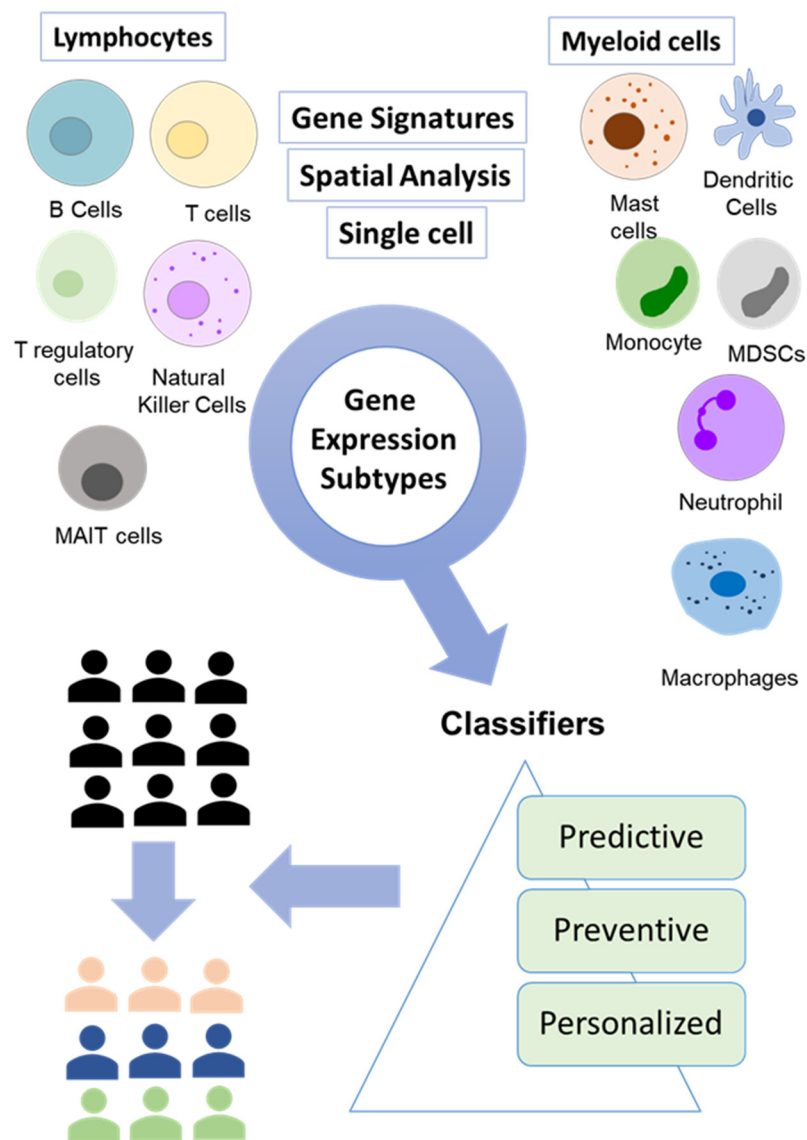 Lymphocytes
B Cells
T cells
T regulatory
cells
Natural
Killer Cells
MAIT cells
Gene Signatures
Spatial Analysis
Single cell
Gene
Expression
Subtypes
Myeloid cells
Mast
cells
Dendritic
Cells
Monocyte
MDSCs
Neutrophil
Macrophages
Classifiers
Predictive
Preventive
Personalized